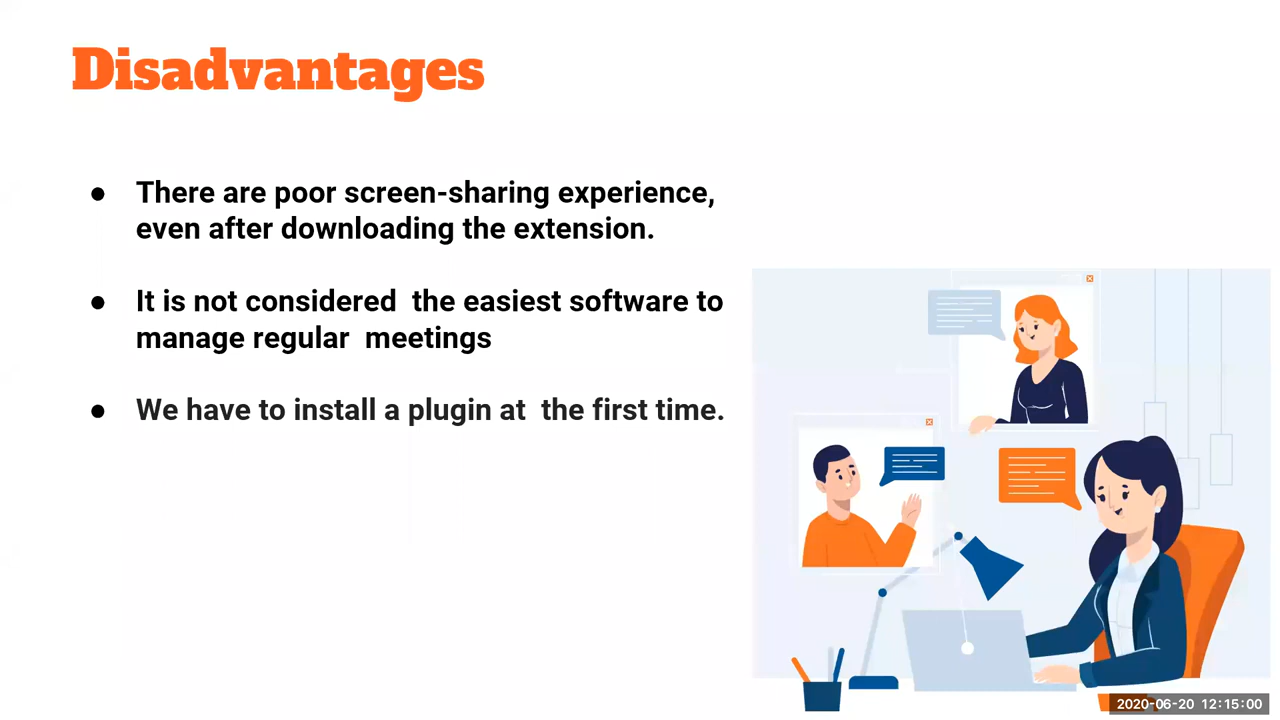 Disadvantages
● There are poor screen-sharing experience,
even after downloading the extension.
● It is not considered  the easiest software to
manage regular  meetings
● We have to install a plugin at  the first time.
2020-06-20 12:15:00